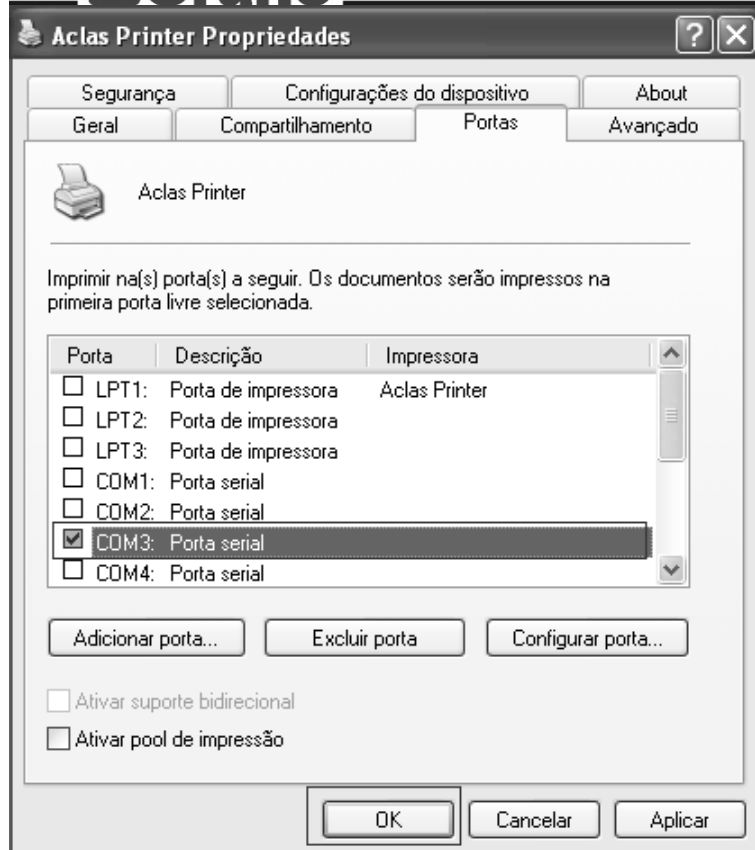 Aclas Printer Propriedades
Segurança Configurações do dispositivo About
Geral Compartilhamento Portas Avançado
Aclas Printer
Imprimir na(s) porta(s) a seguir. Os documentos serão impressos na
primeira porta livre selecionada.
Porta Descrição Impressora
LPT1: Porta de impressora Aclas Printer
LPT2: Porta de impressora
LPT3: Porta de impressora
COM1: Porta serial
COM2: Porta serial
COM3: Porta serial
COM4: Porta serial
Adicionar porta... Excluir porta Configurar porta...
Ativar suporte bidirecional
Ativar pool de impressão
OK Cancelar Aplicar